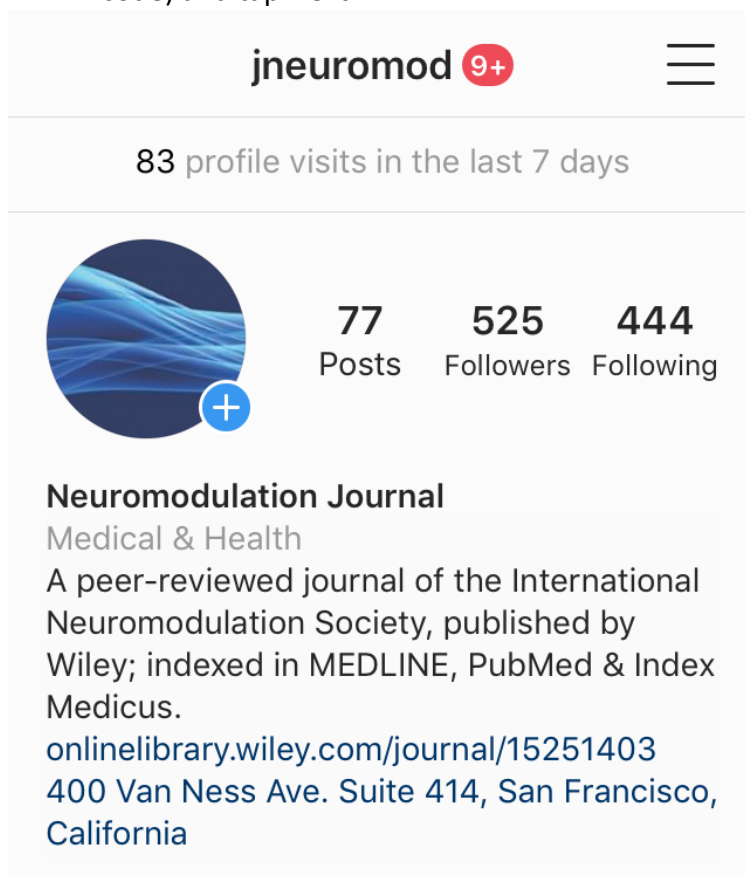 jneuromod 9+
83 profile visits in the last 7 days
77 525 444
Posts Followers Following
Neuromodulation Journal
Medical & Health
A peer-reviewed journal of the International
Neuromodulation Society, published by
Wiley; indexed in MEDLINE, PubMed & Index
Medicus.
onlinelibrary.wiley.com/journal/15251403
400 Van Ness Ave. Suite 414, San Francisco,
California